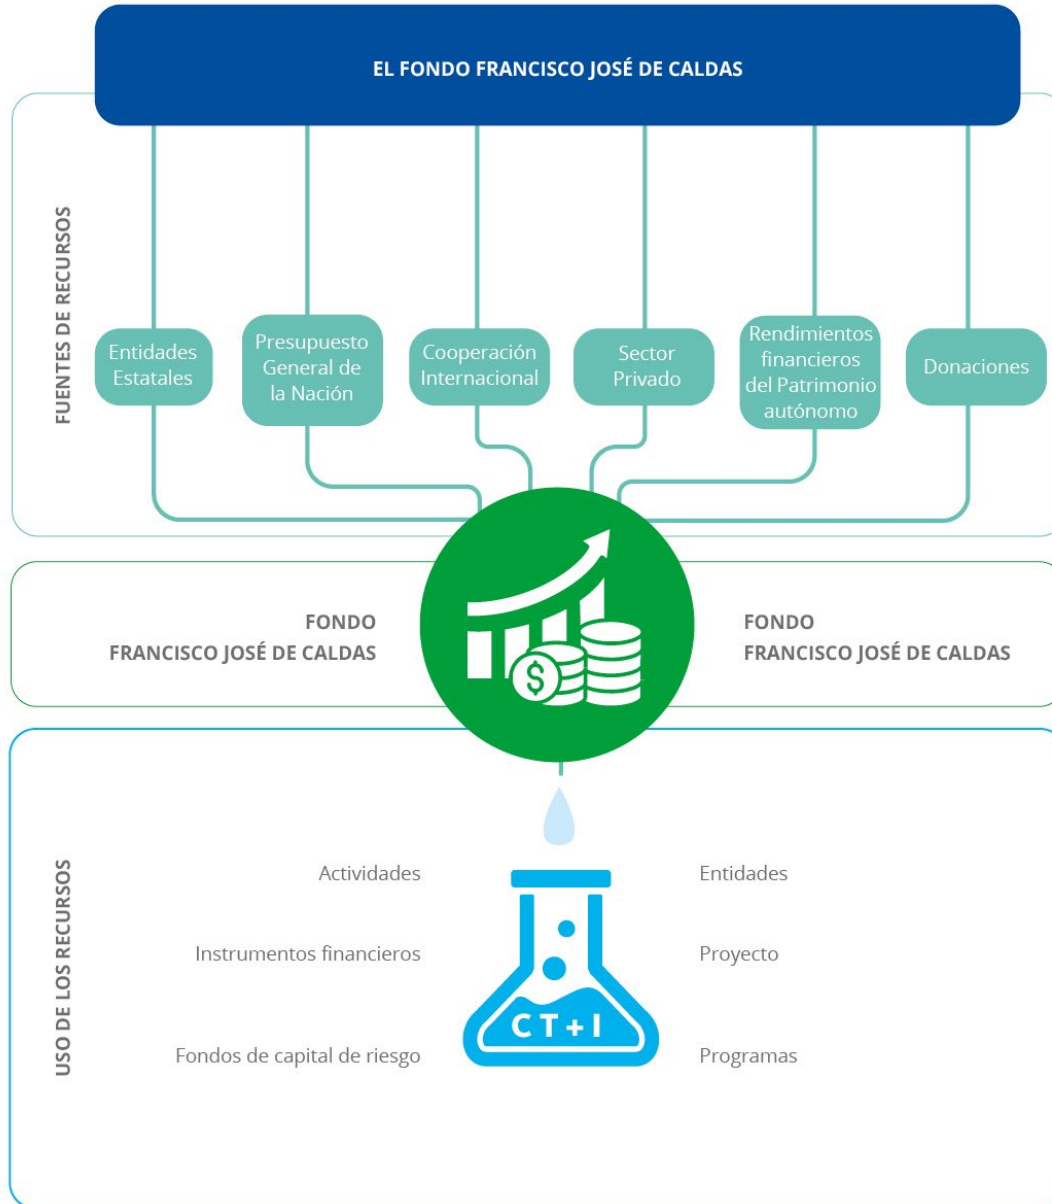 EL FONDO FRANCISCO JOSÉ DE CALDAS
FUENTES DE RECURSOS
Entidades
Estatales
Presupuesto
General de
la Nación
Cooperación
Internacional
Sector
Privado
Rendimientos
financieros
del Patrimonio
autónomo
Donaciones
FONDO
FRANCISCO JOSÉ DE CALDAS
$
FONDO
FRANCISCO JOSÉ DE CALDAS
USO DE LOS RECURSOS
Actividades
Instrumentos financieros
Fondos de capital de riesgo
CT+I
Entidades
Proyecto
Programas